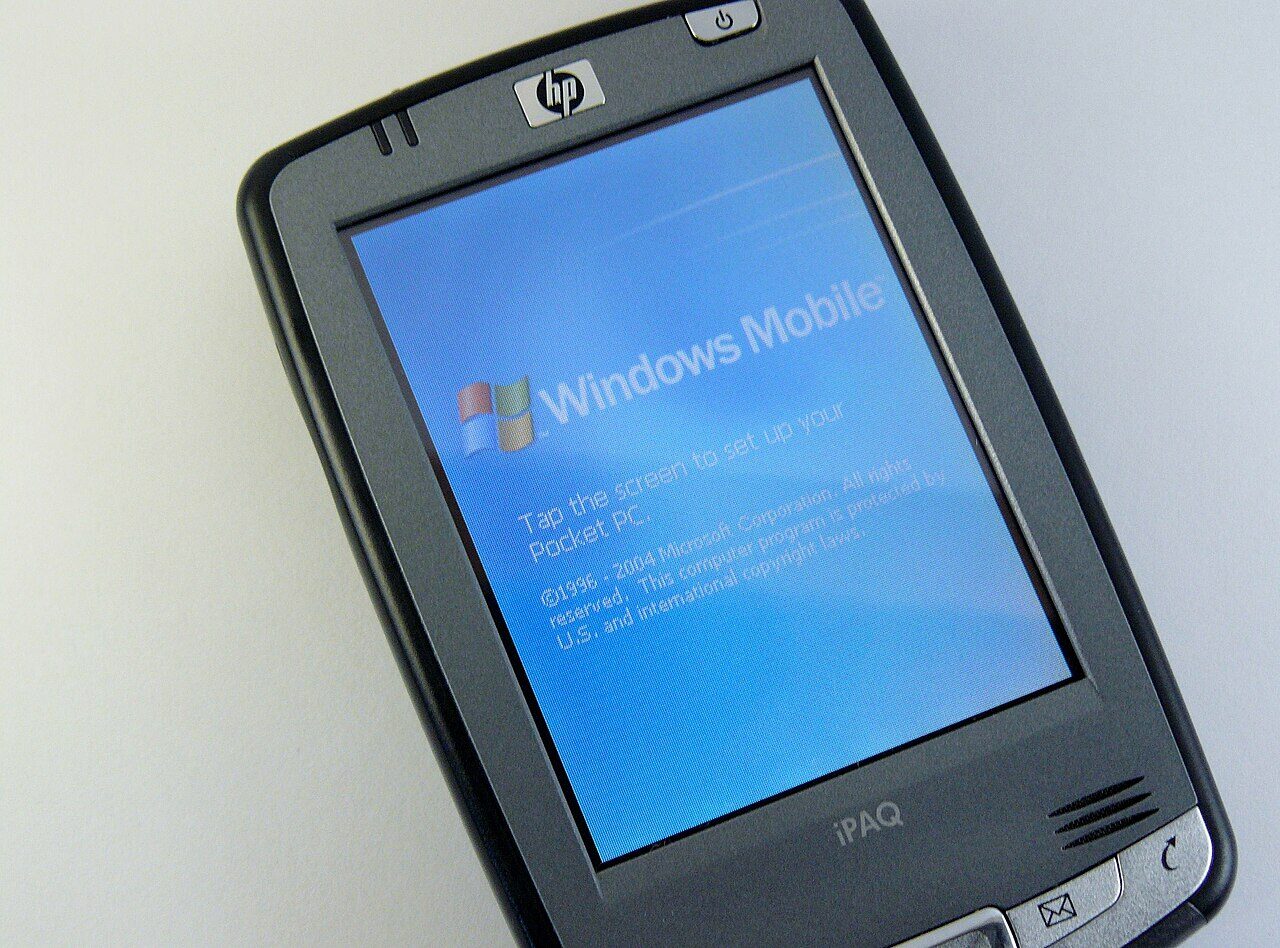 hp
Windows Mobile™
Tap the screen to set up your
Pocket PC.
©1996 - 2004 Microsoft Corporation. All rights
reserved. This computer program is protected by
U.S. and international copyright laws.
iPAQ